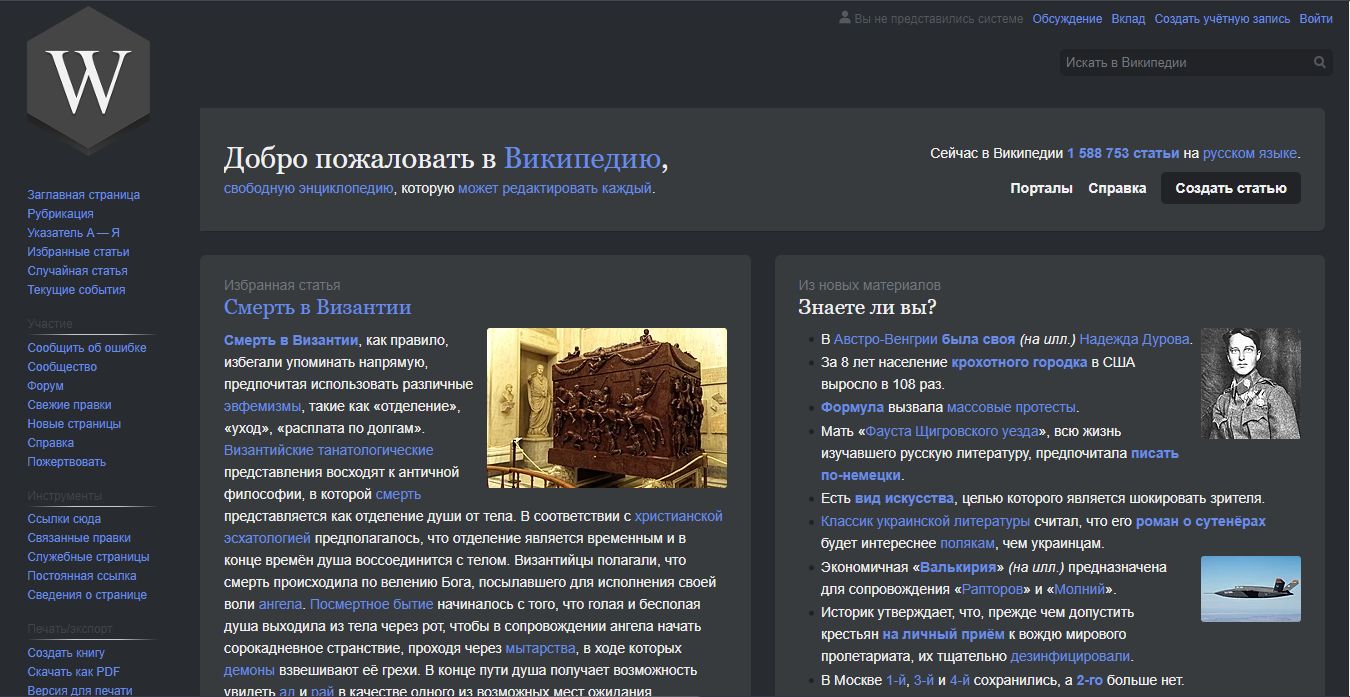 W
Вы не представились системе Обсуждение Вклад Создать учётную запись Войти
Искать в Википедии
Заглавная страница
Рубрикация
Указатель А — Я
Избранные статьи
Случайная статья
Текущие события
Участие
Сообщить об ошибке
Сообщество
Форум
Свежие правки
Новые страницы
Справка
Пожертвовать
Инструменты
Ссылки сюда
Связанные правки
Служебные страницы
Постоянная ссылка
Сведения о странице
Печать/экспорт
Создать книгу
Скачать как PDF
Версия для печати
Добро пожаловать в Википедию,
свободную энциклопедию, которую может редактировать каждый.
Сейчас в Википедии 1 588 753 статьи на русском языке.
Порталы Справка Создать статью
Избранная статья
Смерть в Византии
Смерть в Византии, как правило,
избегали упоминать напрямую,
предпочитая использовать различные
эвфемизмы, такие как «отделение»,
«уход», «расплата по долгам».
Византийские танатологические
представления восходят к античной
философии, в которой смерть
представляется как отделение души от тела. В соответствии с христианской
эсхатологией предполагалось, что отделение является временным и в
конце времён душа воссоединится с телом. Византийцы полагали, что
смерть происходила по велению Бога, посылавшего для исполнения своей
воли ангела. Посмертное бытие начиналось с того, что голая и бесполая
душа выходила из тела через рот, чтобы в сопровождении ангела начать
сорокадневное странствие, проходя через мытарства, в ходе которых
демоны взвешивают её грехи. В конце пути душа получает возможность
увидеть ад и рай в качестве одного из возможных мест ожидания
Из новых материалов
Знаете ли вы?
В Австро-Венгрии была своя (на илл.) Надежда Дурова.
За 8 лет население крохотного городка в США
выросло в 108 раз.
Формула вызвала массовые протесты.
Мать «Фауста Щигровского уезда», всю жизнь
изучавшего русскую литературу, предпочитала писать
по-немецки.
Есть вид искусства, целью которого является шокировать зрителя.
Классик украинской литературы считал, что его роман о сутенёрах
будет интереснее полякам, чем украинцам.
Экономичная «Валькирия» (на илл.) предназначена
для сопровождения «Рапторов» и «Молний».
Историк утверждает, что, прежде чем допустить
крестьян на личный приём к вождю мирового
пролетариата, их тщательно дезинфицировали.
В Москве 1-й, 3-й и 4-й сохранились, а 2-го больше нет.